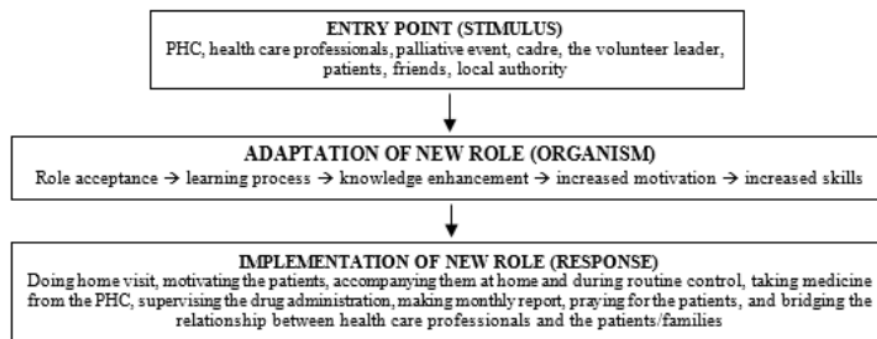 ENTRY POINT (STIMULUS)
PHC, health care professionals, palliative event, cadre, the volunteer leader,
patients, friends, local authority
ADAPTATION OF NEW ROLE (ORGANISM)
Role acceptance → learning process → knowledge enhancement → increased motivation → increased skills
IMPLEMENTATION OF NEW ROLE (RESPONSE)
Doing home visit, motivating the patients, accompanying them at home and during routine control, taking medicine
from the PHC, supervising the drug administration, making monthly report, praying for the patients, and bridging the
relationship between health care professionals and the patients/families